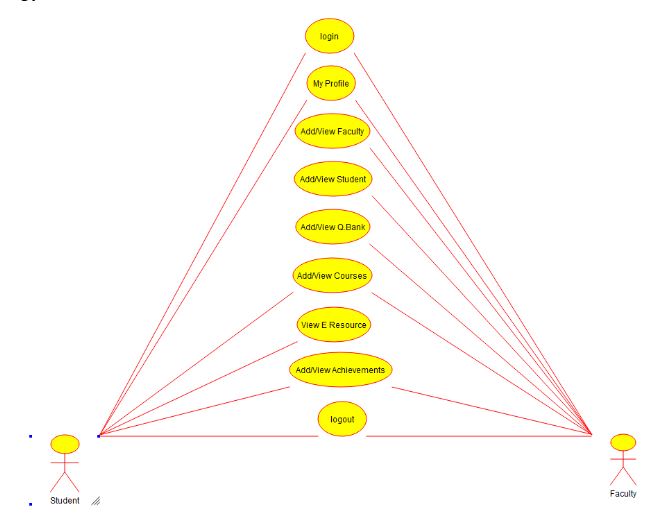 login
My Profile
Add/View Faculty
Add/View Student
Add/View Q.Bank
Add/View Courses
View E Resource
Add/View Achievements
logout
Student
Faculty